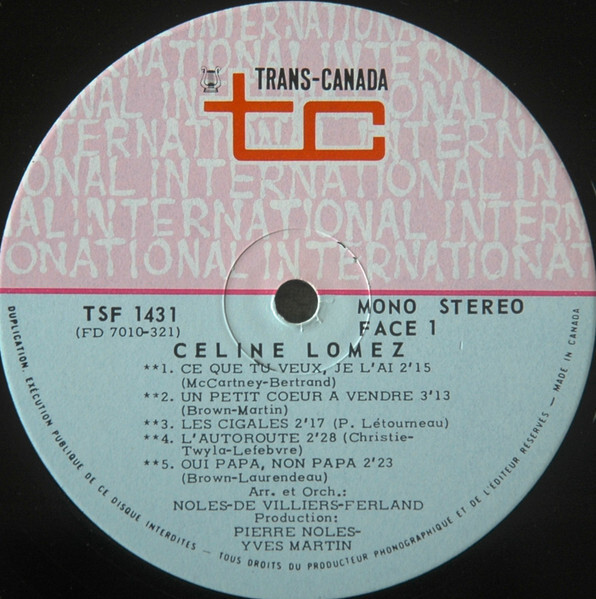 INTERNATIONAL INTERNATIONAL
TRANS-CANADA
tc
TSF 1431
(FD 7010-321)
MONO STEREO
FACE 1
CELINE LOMEZ
**1. CE QUE TU VEUX, JE L'AI 2'15
(McCartney-Bertrand)
**2. UN PETIT COEUR A VENDRE 3'13
(Brown-Martin)
**3. LES CIGALES 2'17 (P. Létourneau)
**4. L'AUTOROUTE 2'28 (Christie-
Twyla-Lefebvre)
**5. OUI PAPA, NON PAPA 2'23
(Brown-Laurendeau)
Arr. et Orch.:
NOLES-DE VILLIERS-FERLAND
Production:
PIERRE NOLES-
YVES MARTIN
DUPLICATION, EXÉCUTION PUBLIQUE DE CE DISQUE INTERDITES – TOUS DROITS DU PRODUCTEUR PHONOGRAPHIQUE ET DE L'ÉDITEUR RÉSERVÉS – MADE IN CANADA